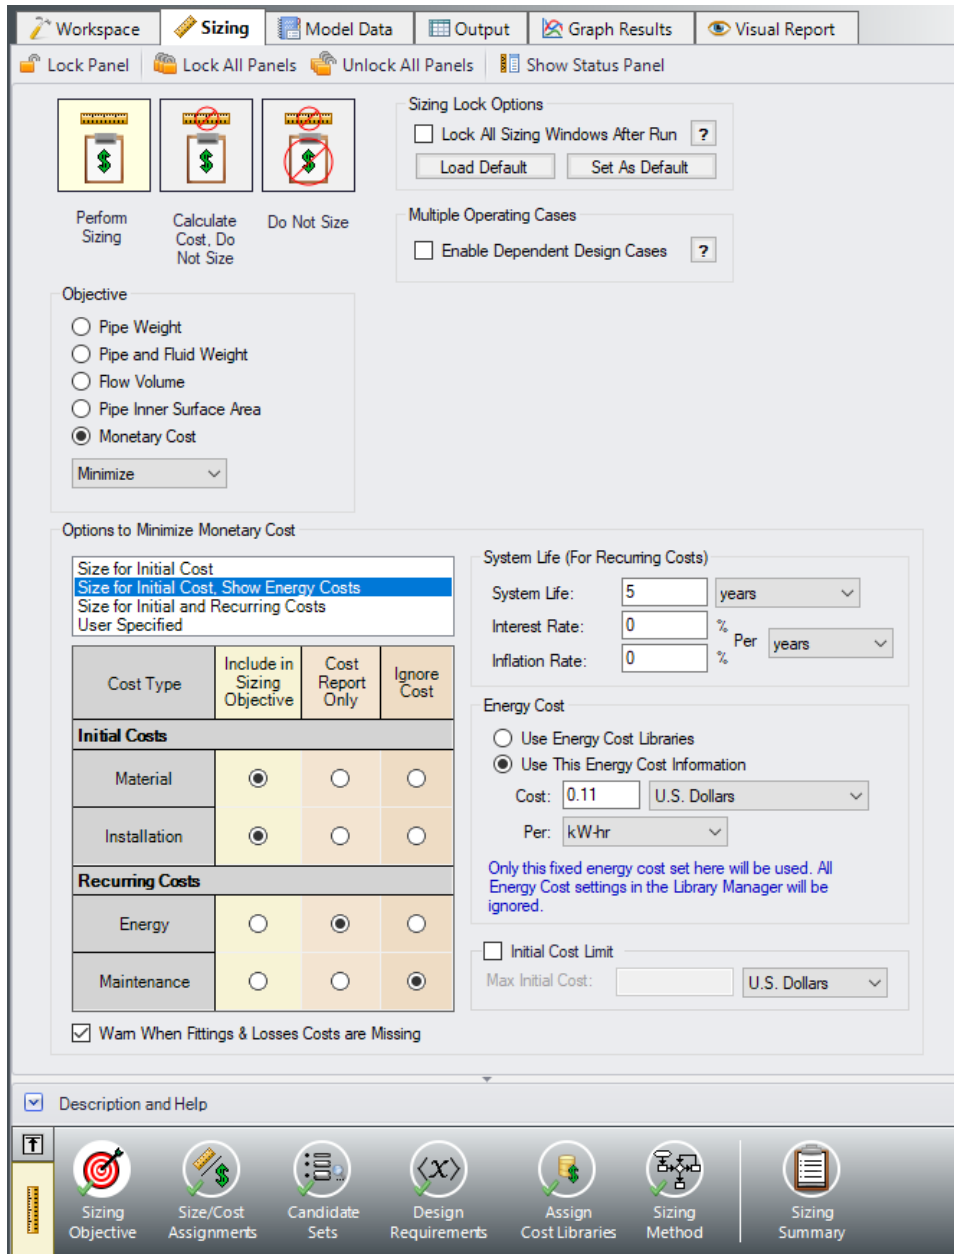 Workspace Sizing Model Data Output Graph Results Visual Report
Lock Panel Lock All Panels Unlock All Panels Show Status Panel
Perform
Sizing
Calculate
Cost, Do
Not Size
Do Not Size
Sizing Lock Options
Lock All Sizing Windows After Run ?
Load Default Set As Default
Multiple Operating Cases
Enable Dependent Design Cases ?
Objective
Pipe Weight
Pipe and Fluid Weight
Flow Volume
Pipe Inner Surface Area
Monetary Cost
Minimize
Options to Minimize Monetary Cost
Size for Initial Cost
Size for Initial Cost, Show Energy Costs
Size for Initial and Recurring Costs
User Specified
Cost Type
Include in
Sizing
Objective
Cost
Report
Only
Ignore
Cost
Initial Costs
Material
Installation
Recurring Costs
Energy
Maintenance
Warn When Fittings & Losses Costs are Missing
System Life (For Recurring Costs)
System Life: 5 years
Interest Rate: 0 %
Per years
Inflation Rate: 0 %
Energy Cost
Use Energy Cost Libraries
Use This Energy Cost Information
Cost: 0.11 U.S. Dollars
Per: kW-hr
Only this fixed energy cost set here will be used. All
Energy Cost settings in the Library Manager will be
ignored.
Initial Cost Limit
Max Initial Cost: U.S. Dollars
Description and Help
Sizing
Objective
Size/Cost
Assignments
Candidate
Sets
Design
Requirements
Assign
Cost Libraries
Sizing
Method
Sizing
Summary